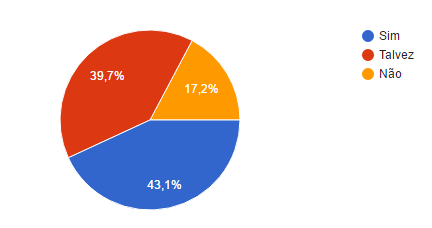 Sim
Talvez
Não
39,7%
17,2%
43,1%